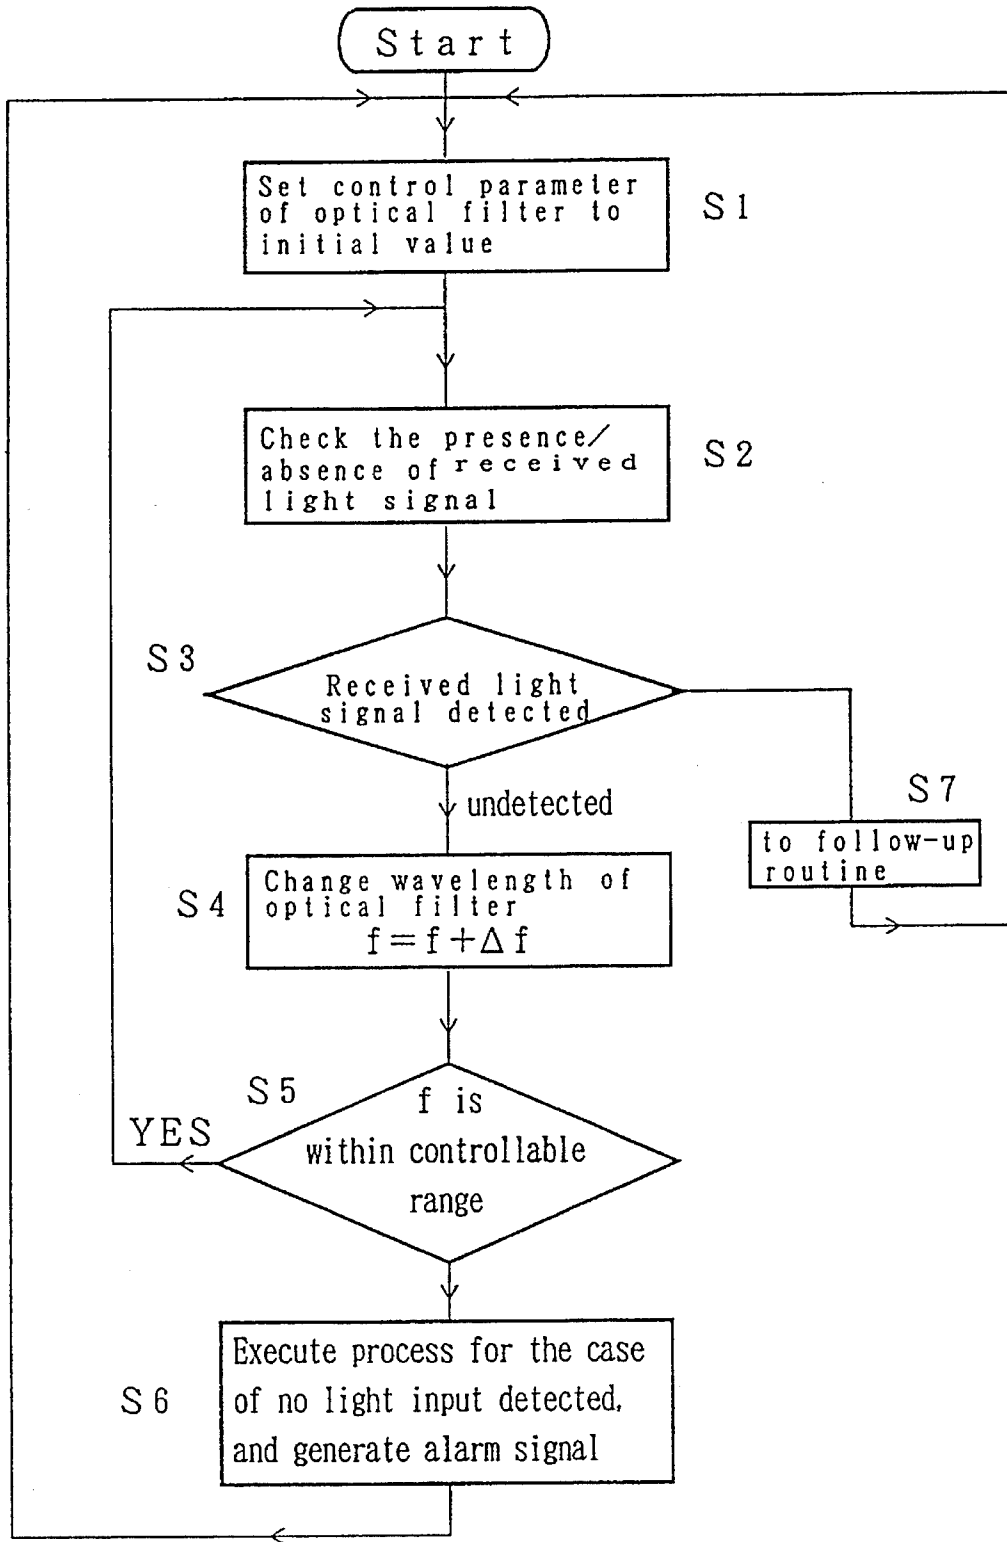 Start
Set control parameter
of optical filter to
initial value
S1
Check the presence/
absence of received
light signal
S2
S3
Received light
signal detected
undetected
S7
to follow-up
routine
S4
Change wavelength of
optical filter
f=f+Δf
S5
YES
f is
within controllable
range
S6
Execute process for the case
of no light input detected,
and generate alarm signal